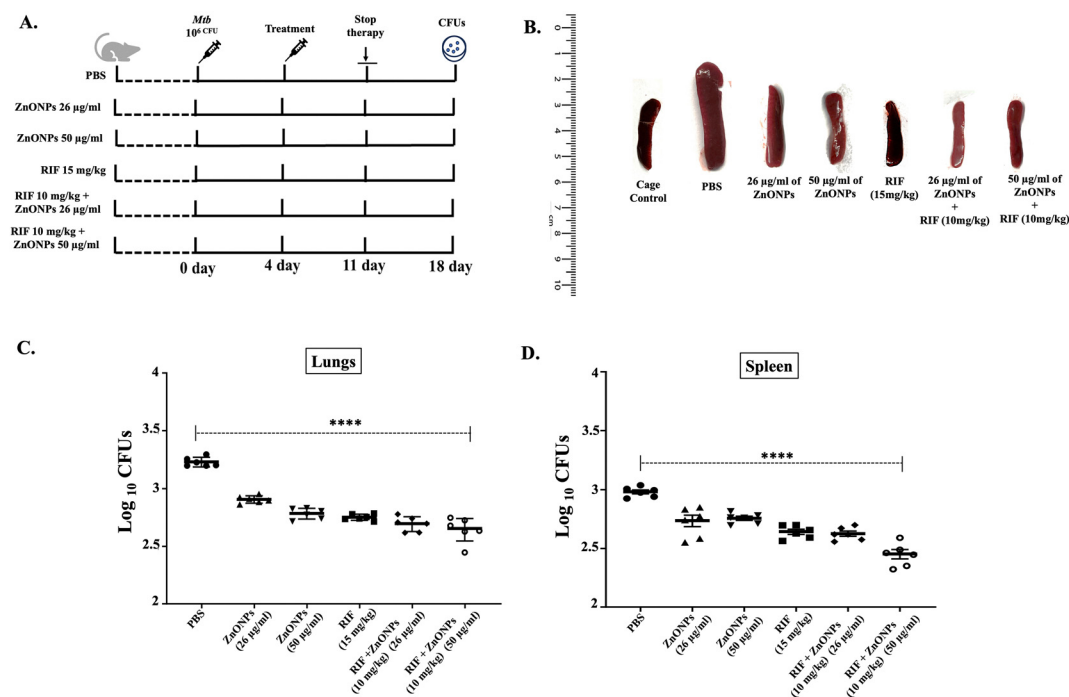 A.
Mtb
10⁶ CFU
Treatment
Stop
therapy
CFUs
PBS
ZnONPs 26 µg/ml
ZnONPs 50 µg/ml
RIF 15 mg/kg
RIF 10 mg/kg +
ZnONPs 26 µg/ml
RIF 10 mg/kg +
ZnONPs 50 µg/ml
0 day
4 day
11 day
18 day
B.
0
1
2
3
4
5
6
7
cm
8
9
10
Cage
Control
PBS
26 µg/ml of
ZnONPs
50 µg/ml of
ZnONPs
RIF
(15mg/kg)
26 µg/ml of
ZnONPs
+
RIF (10mg/kg)
50 µg/ml of
ZnONPs
+
RIF (10mg/kg)
C.
Lungs
Log 10 CFUs
4
3.5
3
2.5
2
****
PBS
ZnONPs
(26 µg/ml)
ZnONPs
(50 µg/ml)
RIF
(15 mg/kg)
RIF +ZnONPs
(10 mg/kg) (26 µg/ml)
RIF + ZnONPs
(10 mg/kg) (50 µg/ml)
D.
Spleen
Log 10 CFUs
4
3.5
3
2.5
2
****
PBS
ZnONPs
(26 µg/ml)
ZnONPs
(50 µg/ml)
RIF
(15 mg/kg)
RIF + ZnONPs
(10 mg/kg) (26 µg/ml)
RIF + ZnONPs
(10 mg/kg) (50 µg/ml)